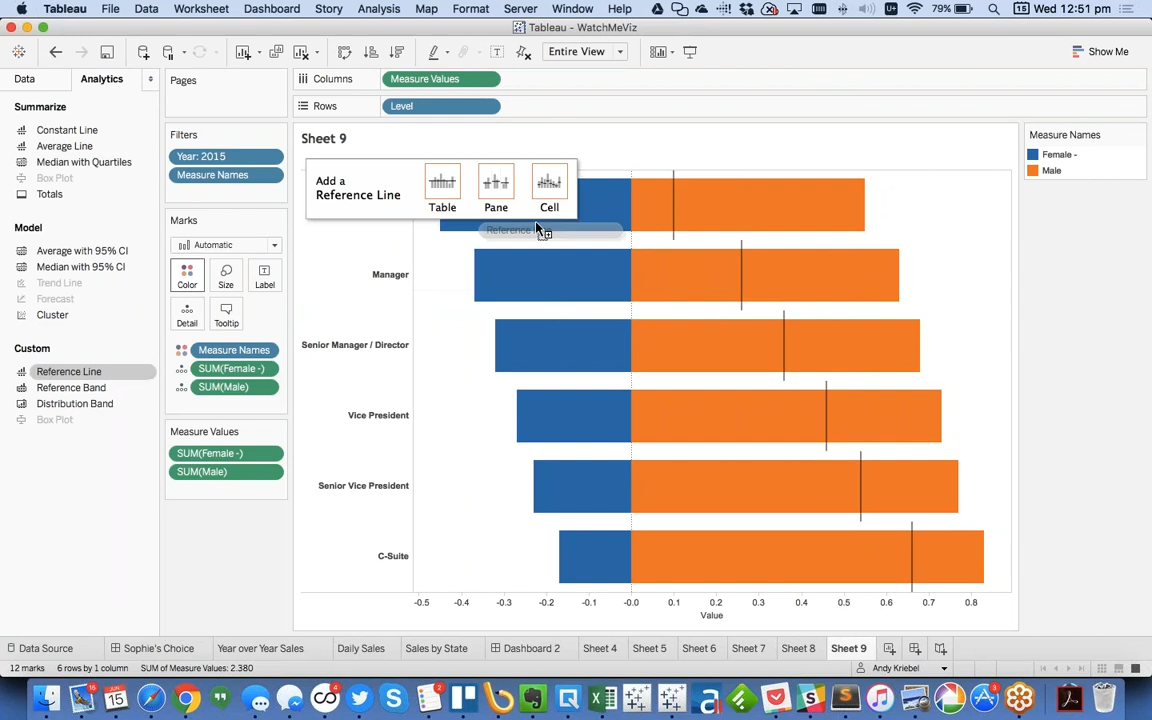 Tableau File Data Worksheet Dashboard Story Analysis Map Format Server Window Help 79% Wed 12:51 pm
Tableau - WatchMeViz
Entire View Show Me
Data Analytics Pages Columns Measure Values
Rows Level
Summarize
Constant Line
Average Line
Median with Quartiles
Box Plot
Totals
Model
Average with 95% CI
Median with 95% CI
Trend Line
Forecast
Cluster
Custom
Reference Line
Reference Band
Distribution Band
Box Plot
Filters
Year: 2015
Measure Names
Marks
Automatic
Color Size Label
Detail Tooltip
Measure Names
SUM(Female -)
SUM(Male)
Measure Values
SUM(Female -)
SUM(Male)
Sheet 9
Add a
Reference Line
Table Pane Cell
Manager
Senior Manager / Director
Vice President
Senior Vice President
C-Suite
-0.5 -0.4 -0.3 -0.2 -0.1 -0.0 0.1 0.2 0.3 0.4 0.5 0.6 0.7 0.8
Value
Measure Names
Female -
Male
Data Source Sophie's Choice Year over Year Sales Daily Sales Sales by State Dashboard 2 Sheet 4 Sheet 5 Sheet 6 Sheet 7 Sheet 8 Sheet 9
12 marks 6 rows by 1 column SUM of Measure Values: 2.380 Andy Kriebel